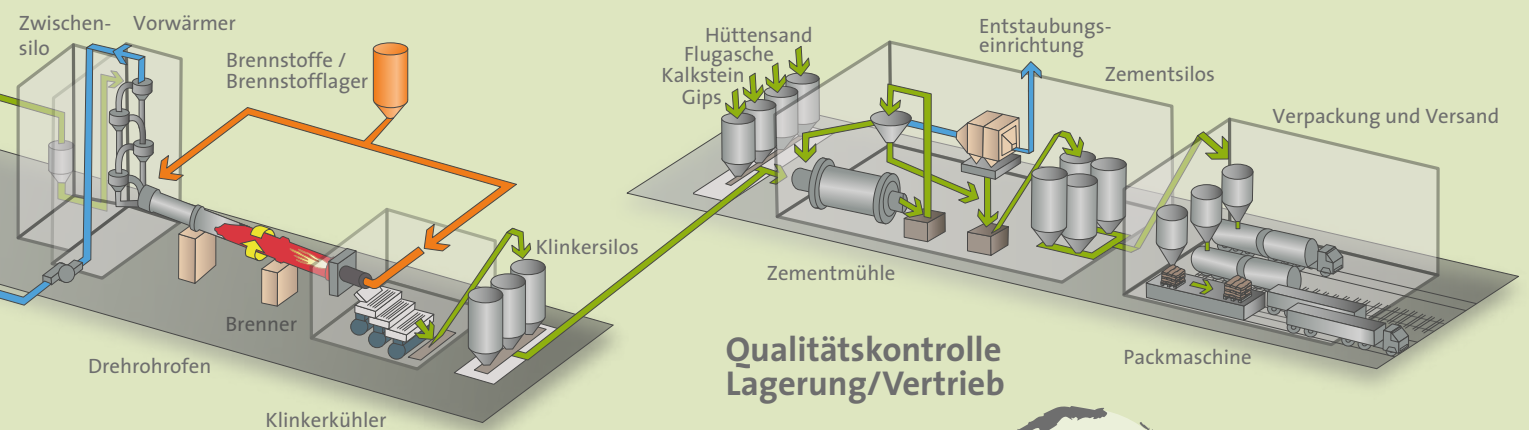 Zwischen-
silo
Vorwärmer
Brennstoffe /
Brennstofflager
Hüttensand
Flugasche
Kalkstein
Gips
Entstaubungs-
einrichtung
Zementsilos
Verpackung und Versand
Klinkersilos
Zementmühle
Brenner
Drehrohrofen
Klinkerkühler
Packmaschine
Qualitätskontrolle
Lagerung/Vertrieb